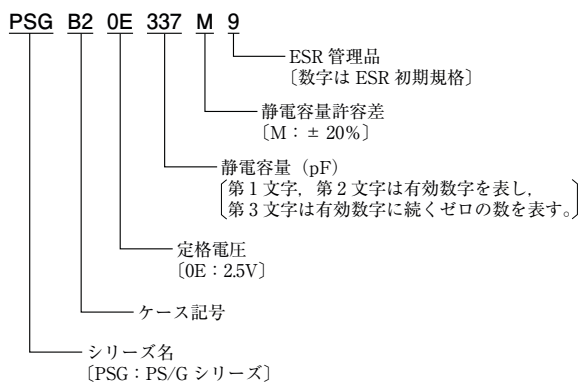 PSG B2 0E 337 M 9
ESR 管理品
〔数字は ESR 初期規格〕
静電容量許容差
〔M：± 20%〕
静電容量（pF）
第 1 文字，第 2 文字は有効数字を表し，
第 3 文字は有効数字に続くゼロの数を表す。
定格電圧
〔0E：2.5V〕
ケース記号
シリーズ名
〔PSG：PS/G シリーズ〕